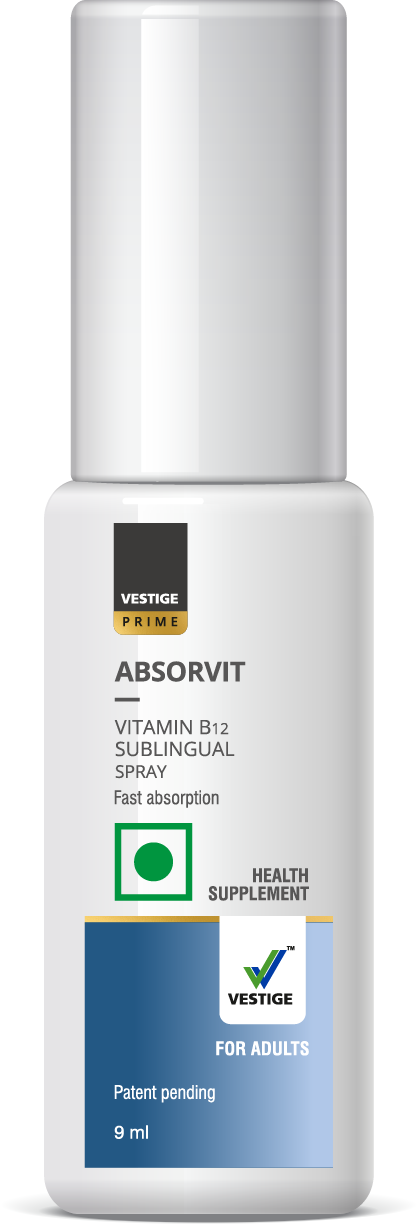 VESTIGE
PRIME
ABSORVIT
VITAMIN B12
SUBLINGUAL
SPRAY
Fast absorption
HEALTH
SUPPLEMENT
TM
VESTIGE
FOR ADULTS
Patent pending
9 ml